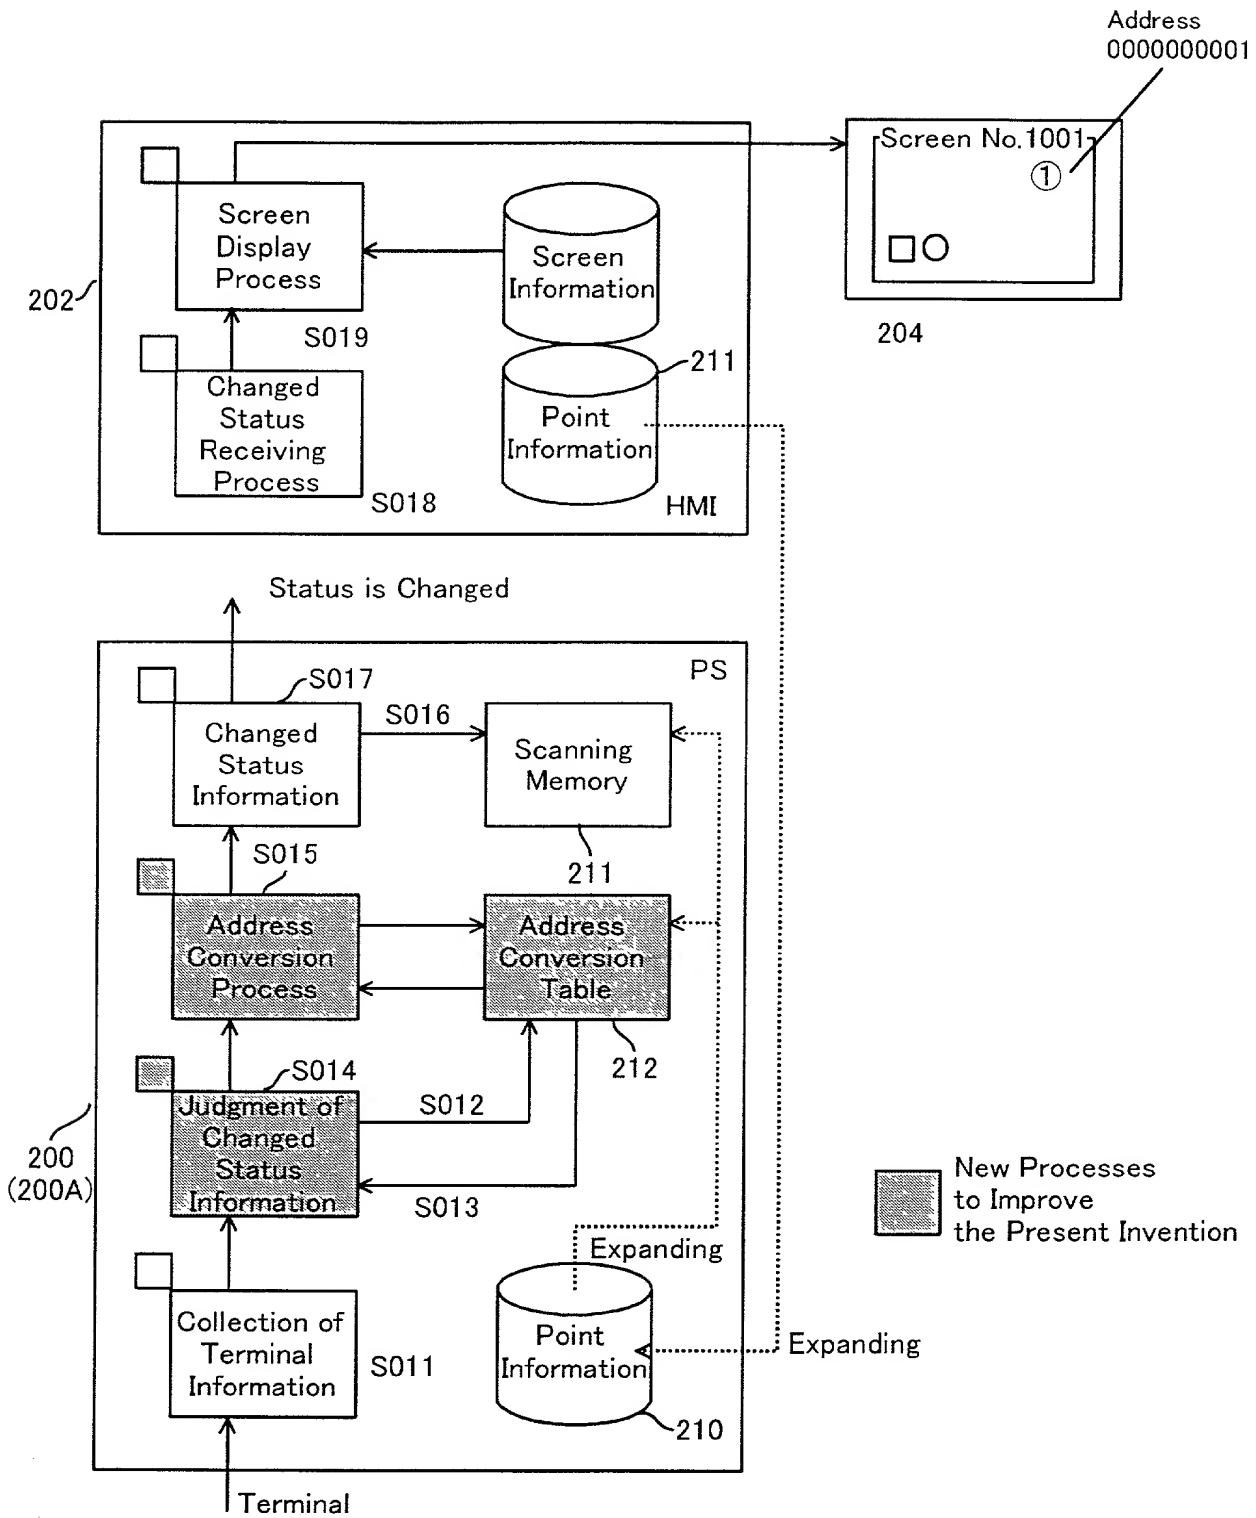 Address
0000000001
Screen No.1001
①
Screen
Display
Process
Screen
Information
202
S019
204
211
Changed
Status
Receiving
Process
Point
Information
S018
HMI
Status is Changed
PS
S017
S016
Changed
Status
Information
Scanning
Memory
S015
211
Address
Conversion
Process
Address
Conversion
Table
S014
212
S012
Judgment of
Changed
Status
Information
200
(200A)
S013
New Processes
to Improve
the Present Invention
Expanding
Collection of
Terminal
Information
S011
Point
Information
Expanding
210
Terminal